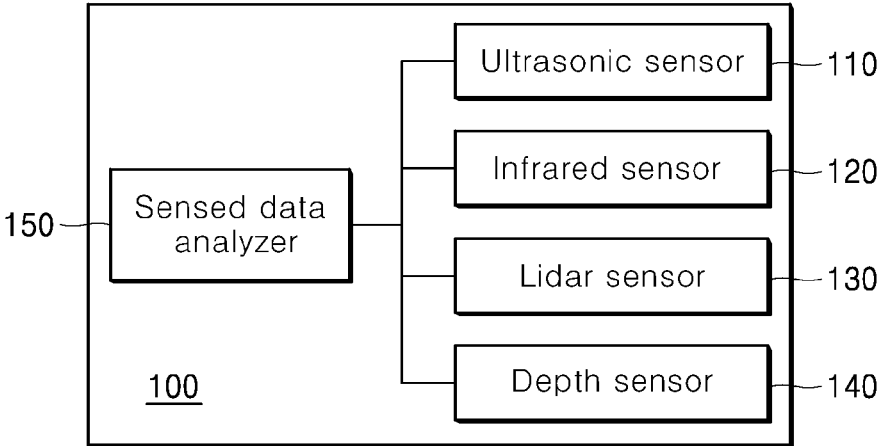 Ultrasonic sensor
110
Infrared sensor
120
Sensed data
analyzer
150
Lidar sensor
130
Depth sensor
140
100